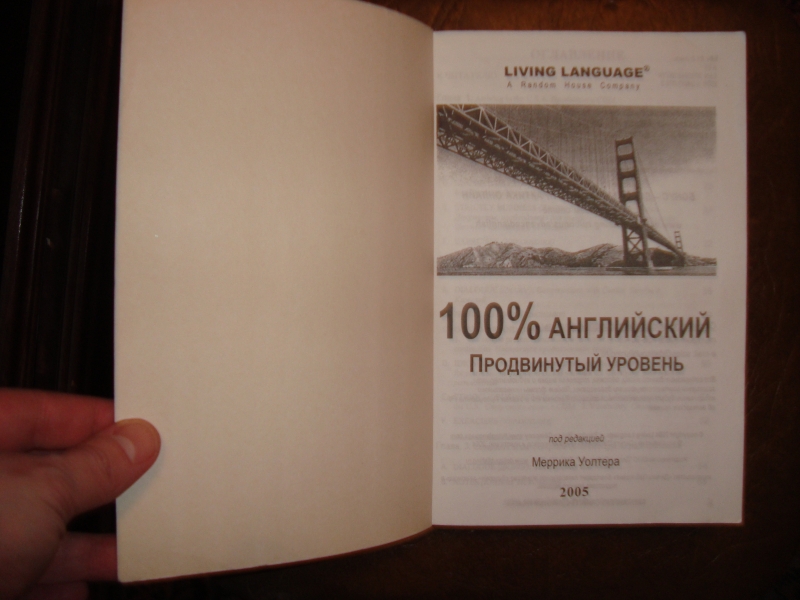 LIVING LANGUAGE®
A Random House Company
100% АНГЛИЙСКИЙ
ПРОДВИНУТЫЙ УРОВЕНЬ
под редакцией
Меррика Уолтера
2005